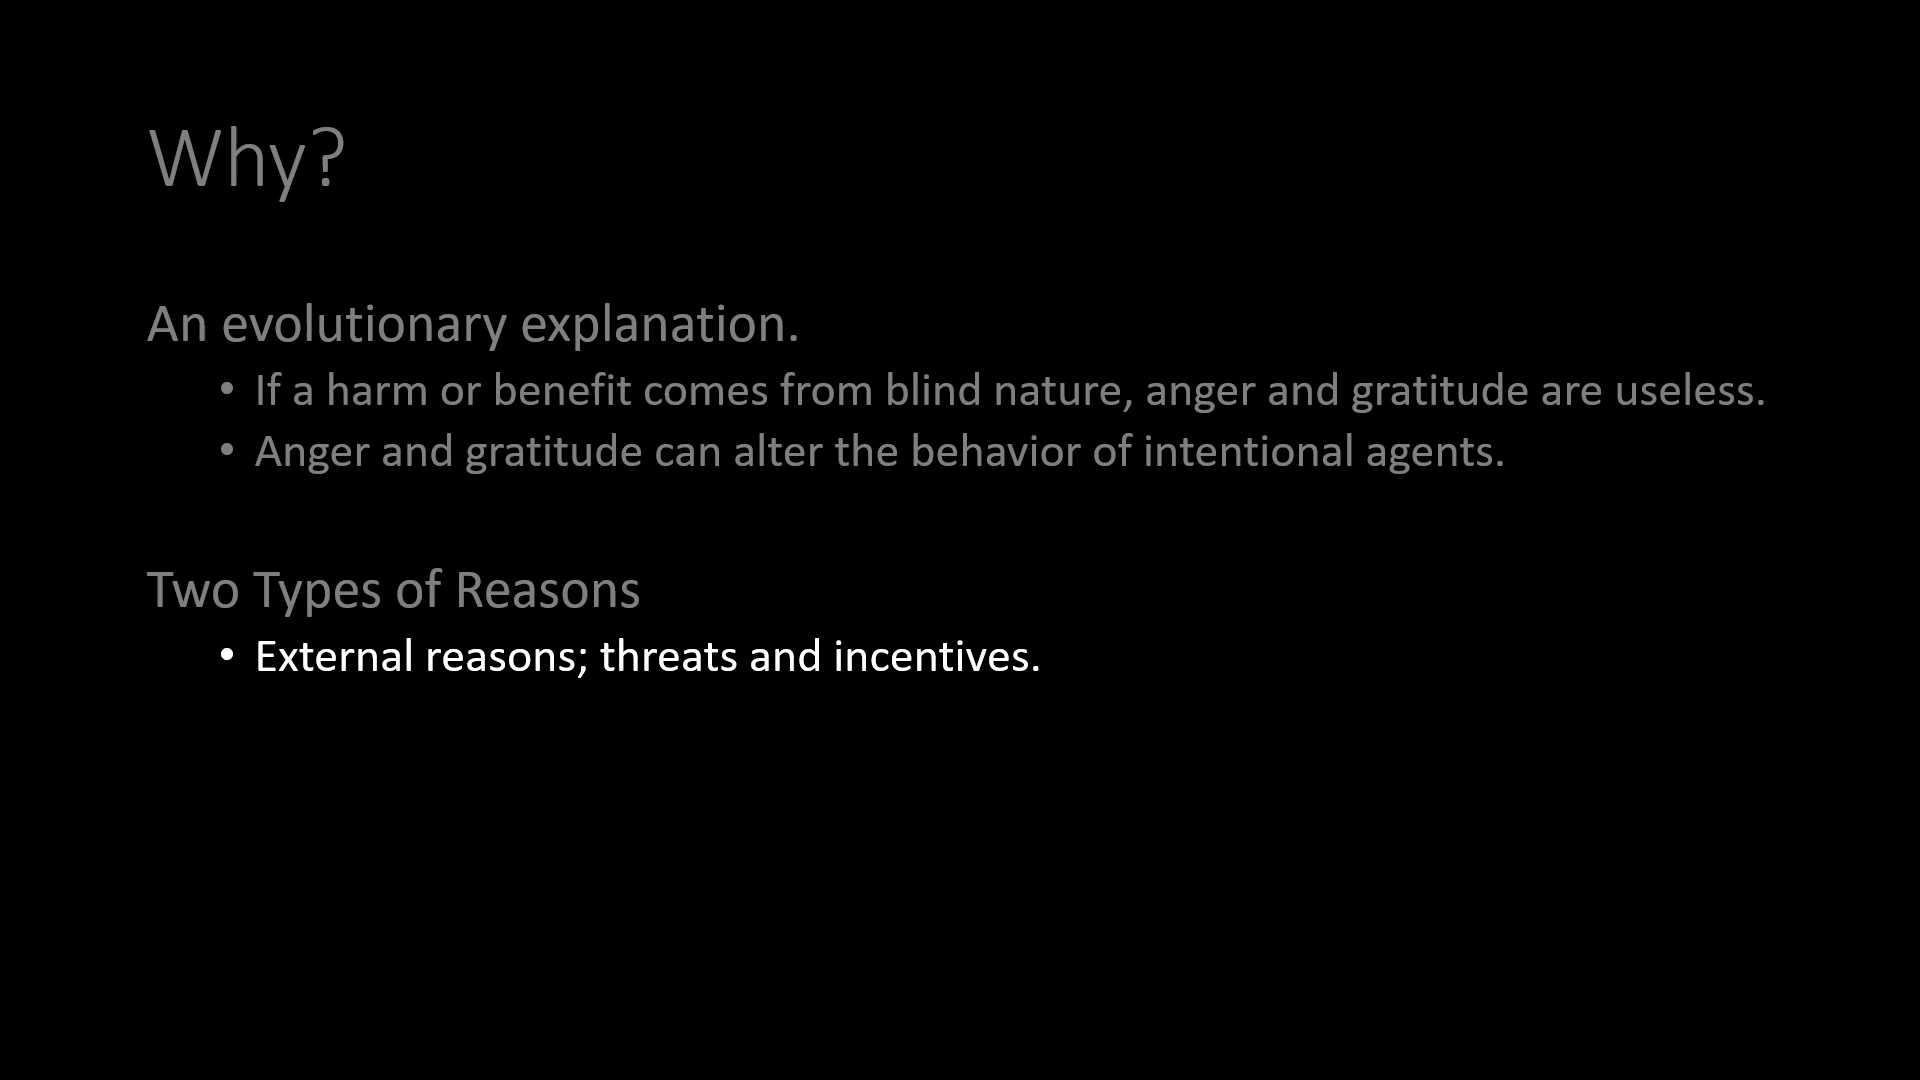 Why?
An evolutionary explanation.
• If a harm or benefit comes from blind nature, anger and gratitude are useless.
• Anger and gratitude can alter the behavior of intentional agents.
Two Types of Reasons
• External reasons; threats and incentives.